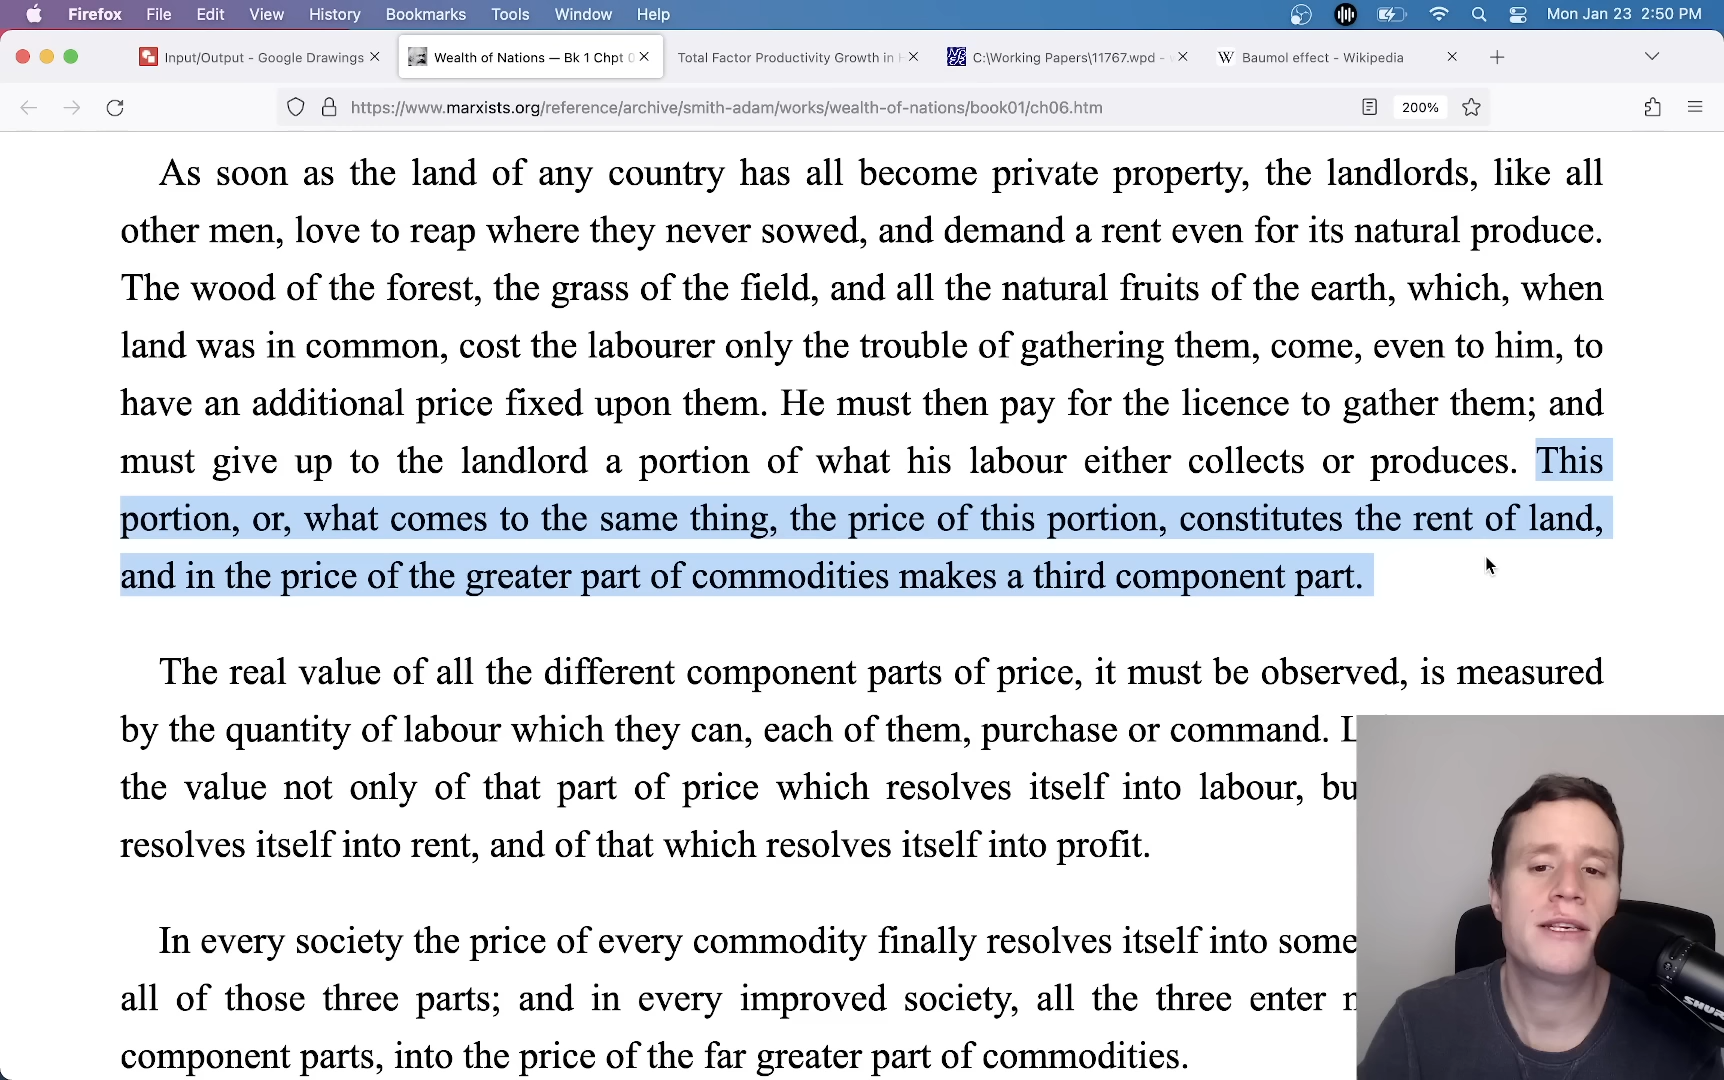 Firefox File Edit View History Bookmarks Tools Window Help Mon Jan 23 2:50 PM
Input/Output - Google Drawings Wealth of Nations — Bk 1 Chpt Total Factor Productivity Growth in C:\Working Papers\11767.wpd - Baumol effect - Wikipedia
https://www.marxists.org/reference/archive/smith-adam/works/wealth-of-nations/book01/ch06.htm 200%
As soon as the land of any country has all become private property, the landlords, like all
other men, love to reap where they never sowed, and demand a rent even for its natural produce.
The wood of the forest, the grass of the field, and all the natural fruits of the earth, which, when
land was in common, cost the labourer only the trouble of gathering them, come, even to him, to
have an additional price fixed upon them. He must then pay for the licence to gather them; and
must give up to the landlord a portion of what his labour either collects or produces. This
portion, or, what comes to the same thing, the price of this portion, constitutes the rent of land,
and in the price of the greater part of commodities makes a third component part.
The real value of all the different component parts of price, it must be observed, is measured
by the quantity of labour which they can, each of them, purchase or command.
the value not only of that part of price which resolves itself into labour,
resolves itself into rent, and of that which resolves itself into profit.
In every society the price of every commodity finally resolves itself into some
all of those three parts; and in every improved society, all the three enter
component parts, into the price of the far greater part of commodities.
SHURE